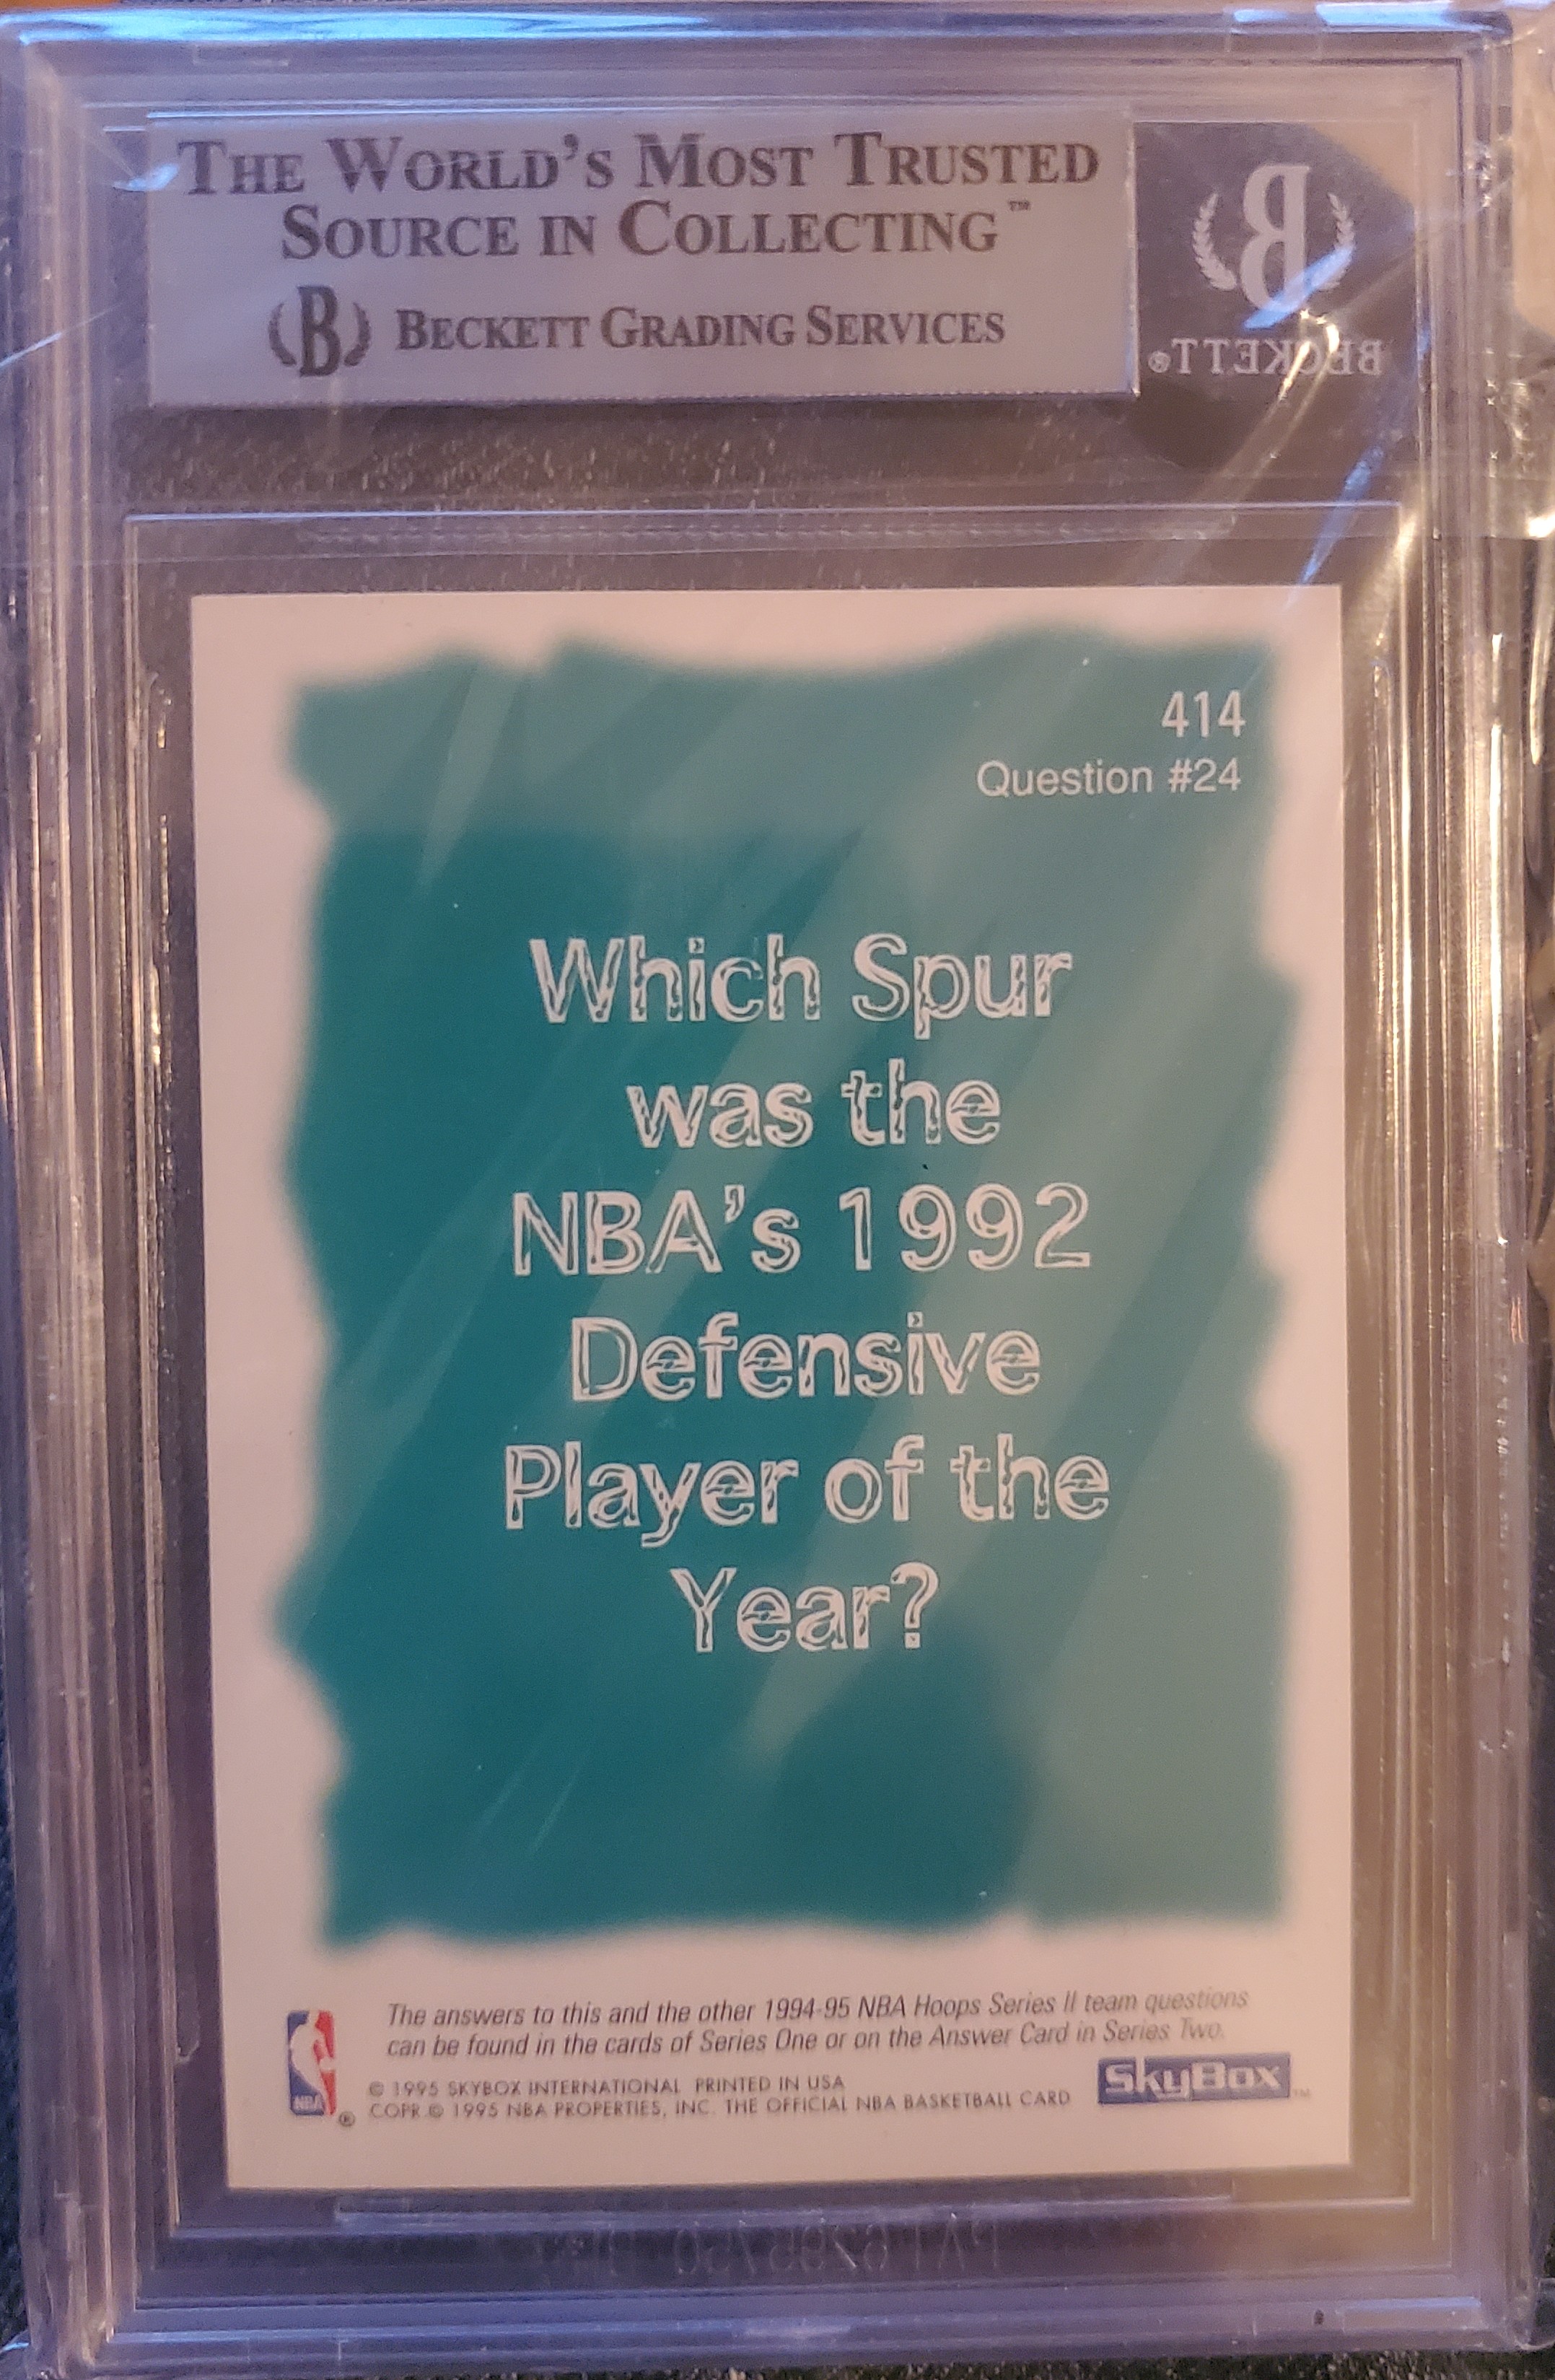 THE WORLD'S MOST TRUSTED
SOURCE IN COLLECTING™
B BECKETT GRADING SERVICES
B
BECKETT®
414
Question #24
Which Spur
was the
NBA's 1992
Defensive
Player of the
Year?
The answers to this and the other 1994-95 NBA Hoops Series II team questions
can be found in the cards of Series One or on the Answer Card in Series Two.
© 1995 SKYBOX INTERNATIONAL PRINTED IN USA
COPR © 1995 NBA PROPERTIES, INC. THE OFFICIAL NBA BASKETBALL CARD
NBA ®
SkyBox™